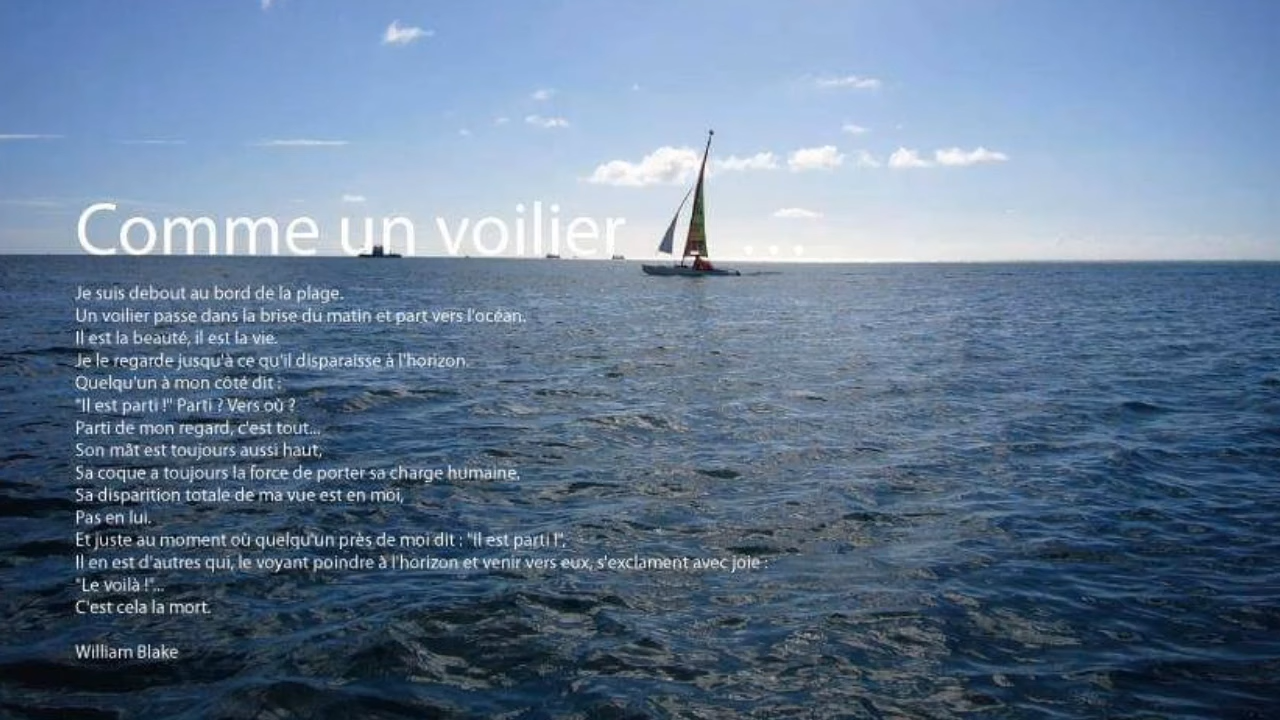 Comme un voilier ...
Je suis debout au bord de la plage.
Un voilier passe dans la brise du matin et part vers l'océan.
Il est la beauté, il est la vie.
Je le regarde jusqu'à ce qu'il disparaisse à l'horizon.
Quelqu'un à mon côté dit :
"Il est parti !" Parti ? Vers où ?
Parti de mon regard, c'est tout...
Son mât est toujours aussi haut,
Sa coque a toujours la force de porter sa charge humaine.
Sa disparition totale de ma vue est en moi,
Pas en lui.
Et juste au moment où quelqu'un près de moi dit : "il est parti !",
Il en est d'autres qui, le voyant poindre à l'horizon et venir vers eux, s'exclament avec joie :
"Le voilà !"...
C'est cela la mort.
William Blake